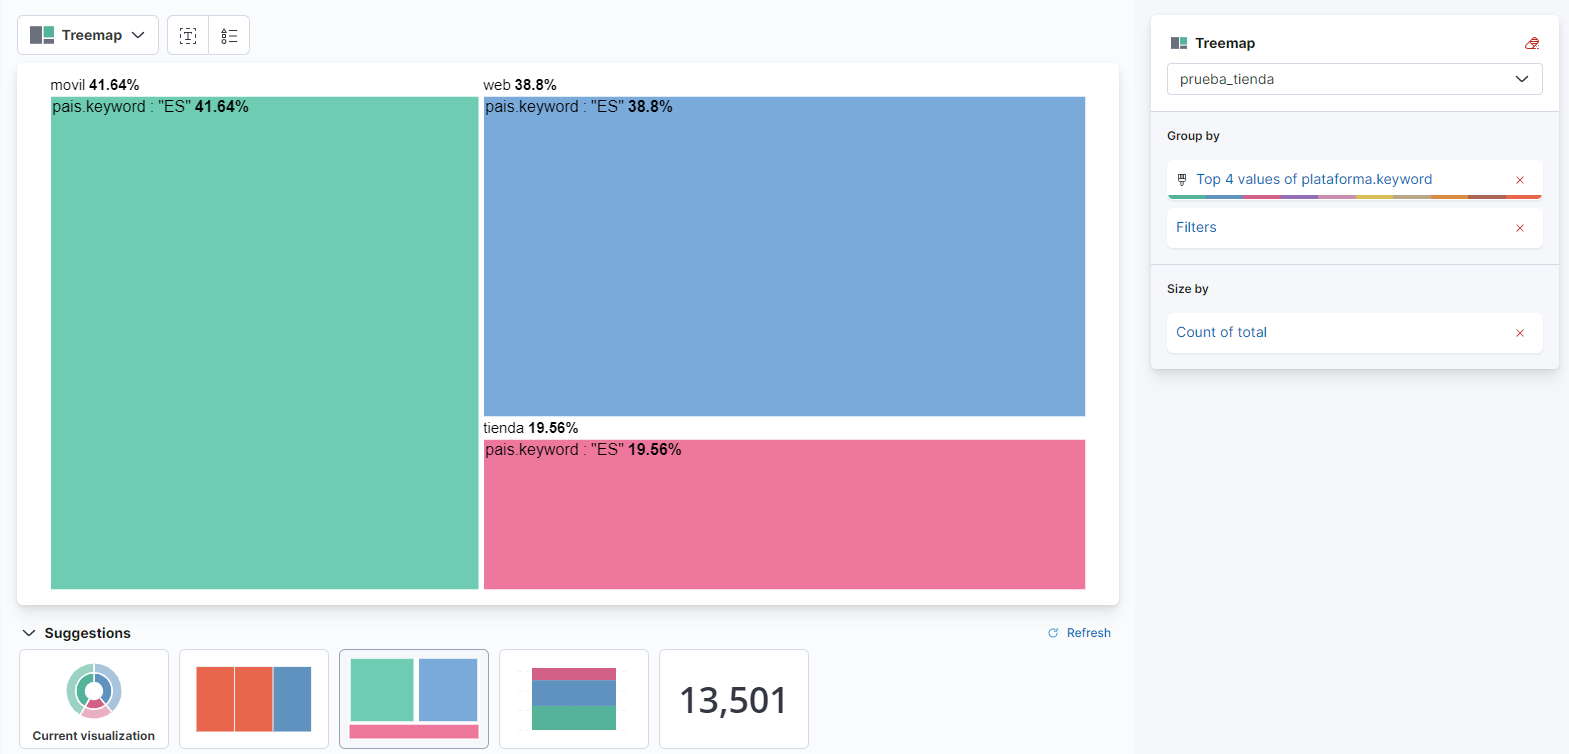 Treemap
movil 41.64%
pais.keyword : "ES" 41.64%
web 38.8%
pais.keyword : "ES" 38.8%
tienda 19.56%
pais.keyword : "ES" 19.56%
Suggestions
Refresh
Current visualization
13,501
Treemap
prueba_tienda
Group by
Top 4 values of plataforma.keyword
Filters
Size by
Count of total